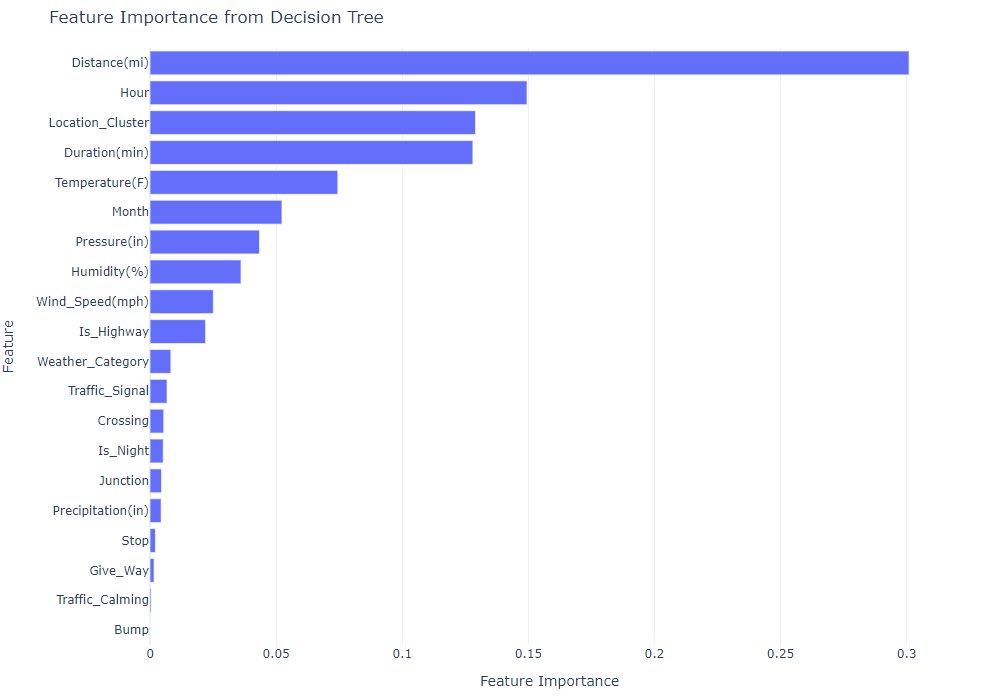 Feature Importance from Decision Tree
Distance(mi)
Hour
Location_Cluster
Duration(min)
Temperature(F)
Month
Pressure(in)
Humidity(%)
Wind_Speed(mph)
Is_Highway
Weather_Category
Traffic_Signal
Crossing
Is_Night
Junction
Precipitation(in)
Stop
Give_Way
Traffic_Calming
Bump
Feature
0 0.05 0.1 0.15 0.2 0.25 0.3
Feature Importance